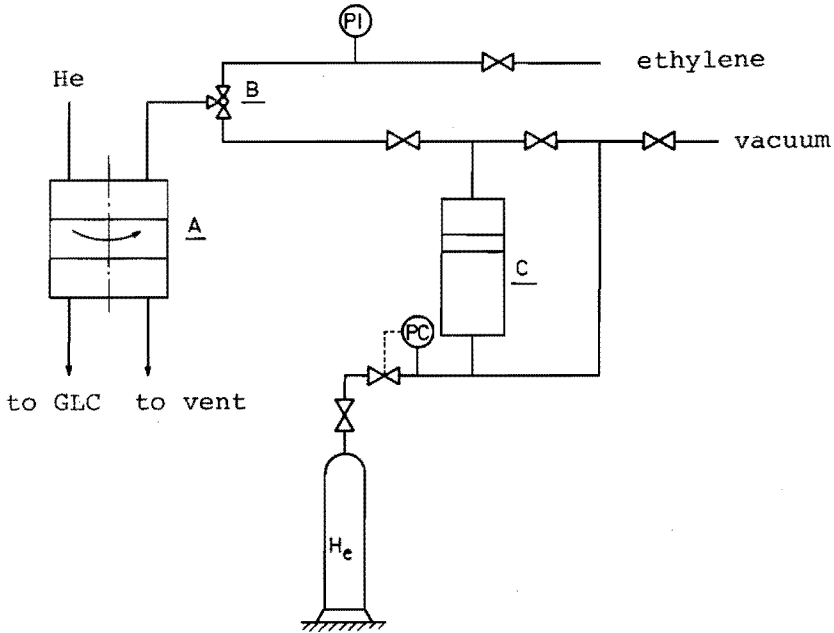 PI
ethylene
He
B
vacuum
A
C
PC
to GLC to vent
He